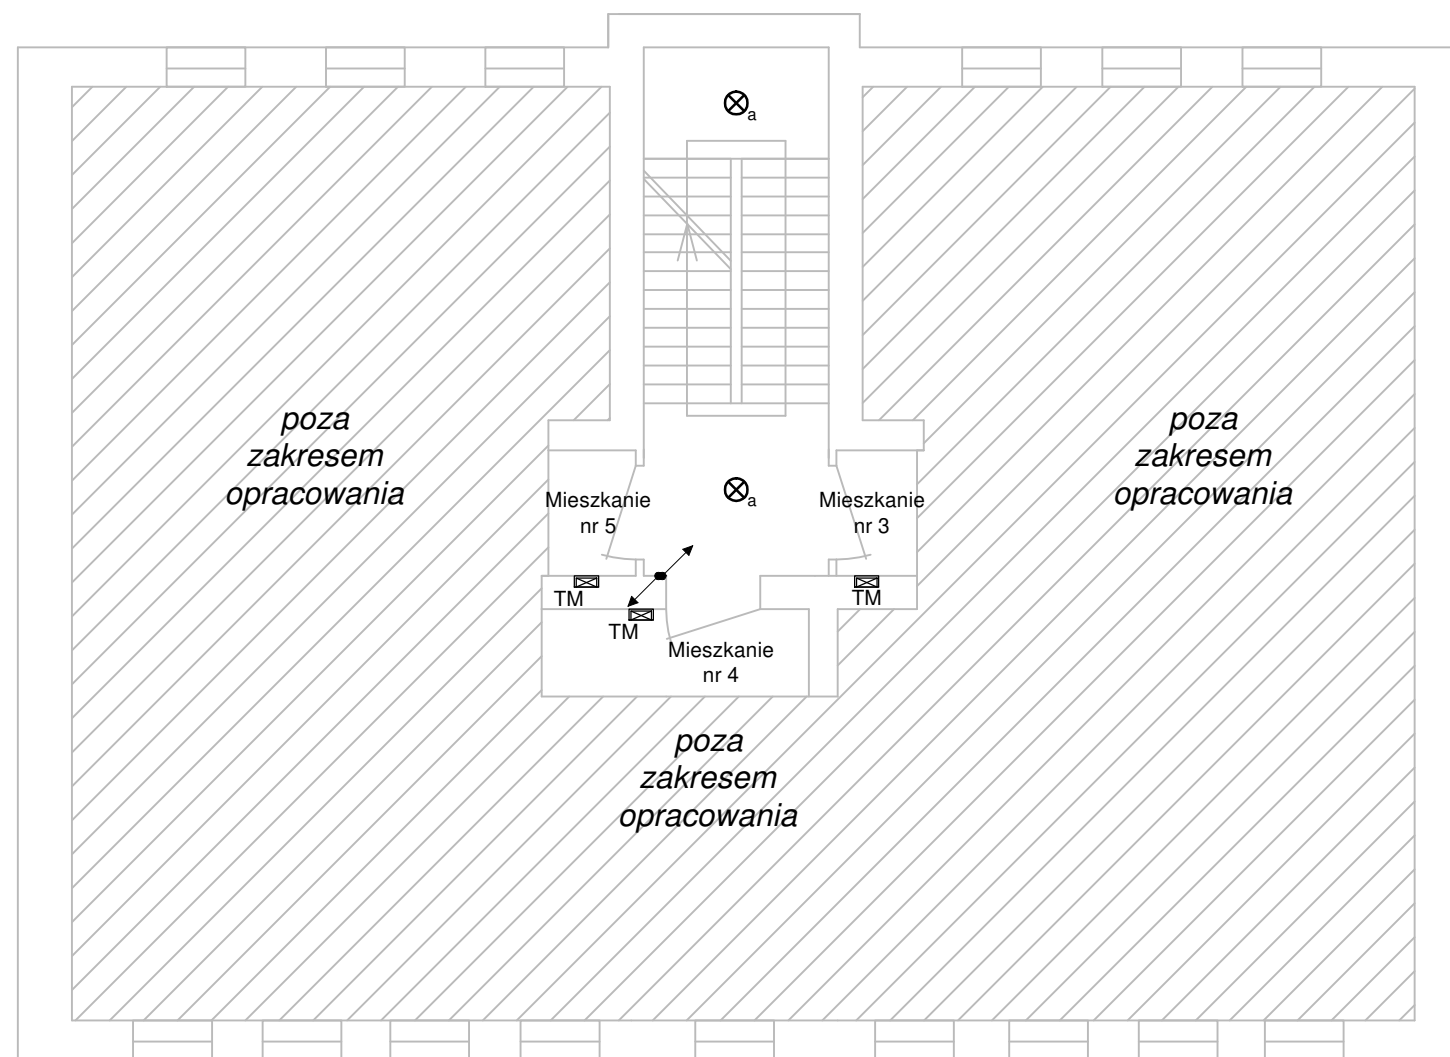 a
poza
zakresem
opracowania
poza
zakresem
opracowania
Mieszkanie
nr 5
a
Mieszkanie
nr 3
TM
TM
TM
Mieszkanie
nr 4
poza
zakresem
opracowania